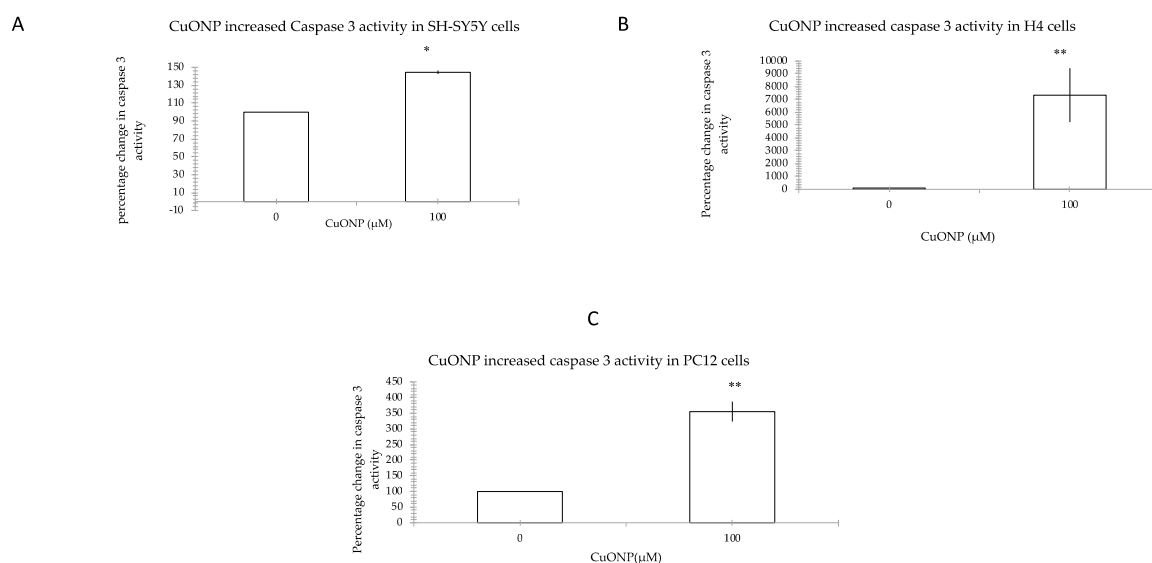 A
CuONP increased Caspase 3 activity in SH-SY5Y cells
*
percentage change in caspase 3
activity
150
130
110
90
70
50
30
10
-10
0
100
CuONP (µM)
B
CuONP increased caspase 3 activity in H4 cells
**
Percentage change in caspase 3
activity
10000
9000
8000
7000
6000
5000
4000
3000
2000
1000
0
0
100
CuONP (µM)
C
CuONP increased caspase 3 activity in PC12 cells
**
Percentage change in caspase 3
activity
450
400
350
300
250
200
150
100
50
0
0
100
CuONP(µM)